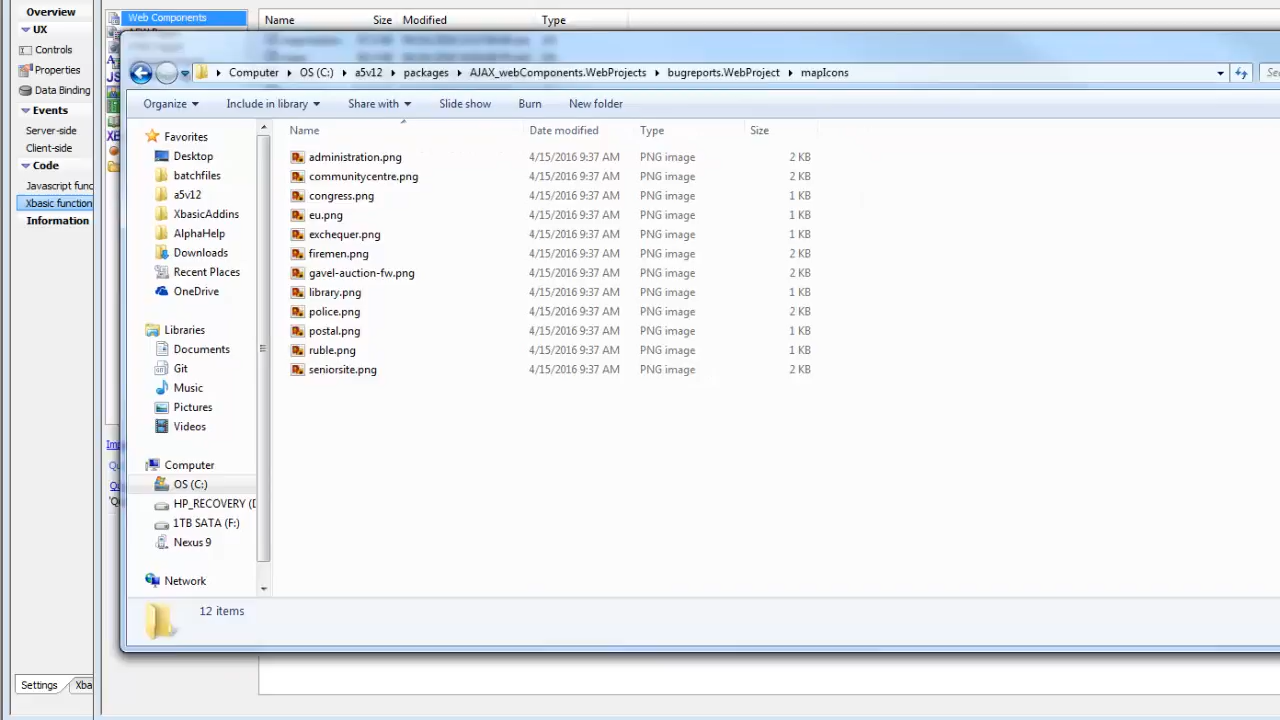 Overview
UX
Controls
Properties
Data Binding
Events
Server-side
Client-side
Code
Javascript func
Xbasic function
Information
Settings
Xba
Web Components
Name Size Modified Type
Computer OS (C:) a5v12 packages AJAX_webComponents.WebProjects bugreports.WebProject mapIcons
Organize Include in library Share with Slide show Burn New folder
Favorites
Desktop
batchfiles
a5v12
XbasicAddins
AlphaHelp
Downloads
Recent Places
OneDrive
Libraries
Documents
Git
Music
Pictures
Videos
Computer
OS (C:)
HP_RECOVERY (D
1TB SATA (F:)
Nexus 9
Network
Name Date modified Type Size
administration.png 4/15/2016 9:37 AM PNG image 2 KB
communitycentre.png 4/15/2016 9:37 AM PNG image 2 KB
congress.png 4/15/2016 9:37 AM PNG image 1 KB
eu.png 4/15/2016 9:37 AM PNG image 1 KB
exchequer.png 4/15/2016 9:37 AM PNG image 1 KB
firemen.png 4/15/2016 9:37 AM PNG image 2 KB
gavel-auction-fw.png 4/15/2016 9:37 AM PNG image 2 KB
library.png 4/15/2016 9:37 AM PNG image 1 KB
police.png 4/15/2016 9:37 AM PNG image 2 KB
postal.png 4/15/2016 9:37 AM PNG image 1 KB
ruble.png 4/15/2016 9:37 AM PNG image 1 KB
seniorsite.png 4/15/2016 9:37 AM PNG image 2 KB
12 items